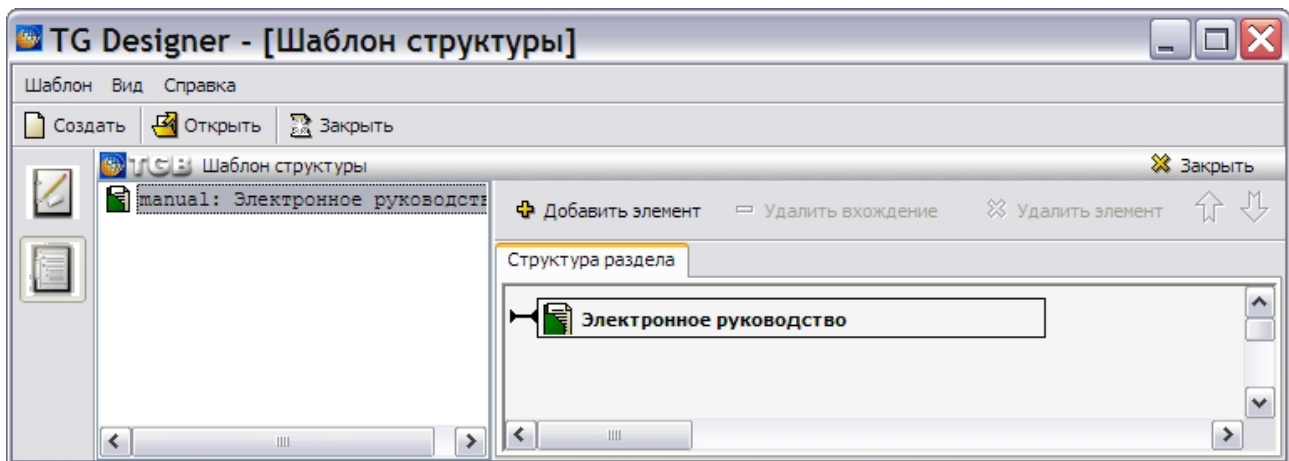 TG Designer - [Шаблон структуры]
Шаблон Вид Справка
Создать Открыть Закрыть
TGB Шаблон структуры Закрыть
manual: Электронное руководств
Добавить элемент Удалить вхождение Удалить элемент
Структура раздела
Электронное руководство